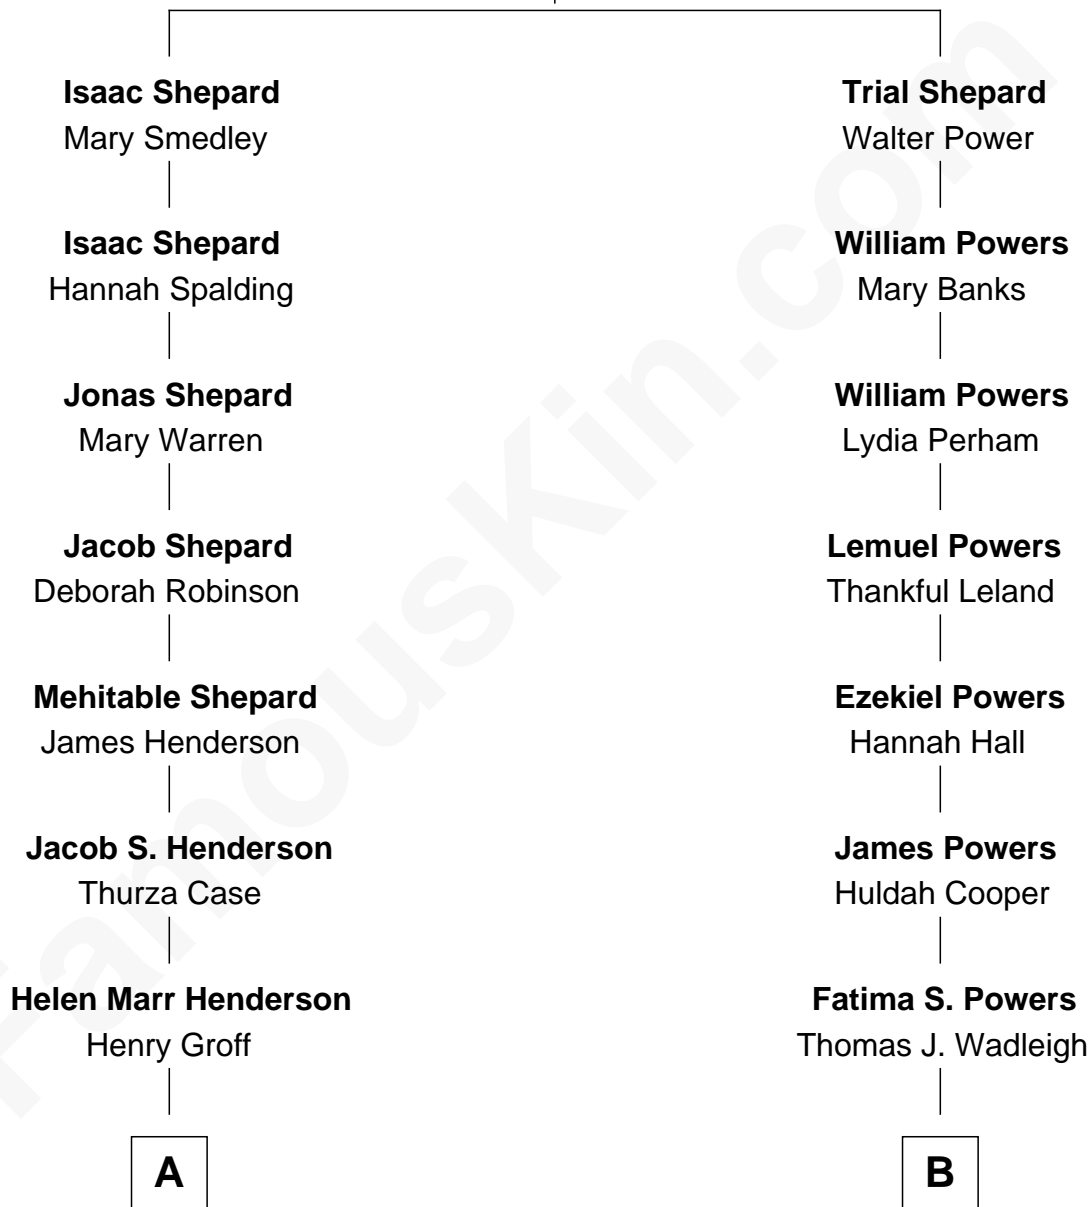 Isaac Shepard
Mary Smedley
Trial Shepard
Walter Power
Isaac Shepard
Hannah Spalding
William Powers
Mary Banks
Jonas Shepard
Mary Warren
William Powers
Lydia Perham
Jacob Shepard
Deborah Robinson
Lemuel Powers
Thankful Leland
Mehitable Shepard
James Henderson
Ezekiel Powers
Hannah Hall
Jacob S. Henderson
Thurza Case
James Powers
Huldah Cooper
Helen Marr Henderson
Henry Groff
Fatima S. Powers
Thomas J. Wadleigh
A
B
FamousKin.com